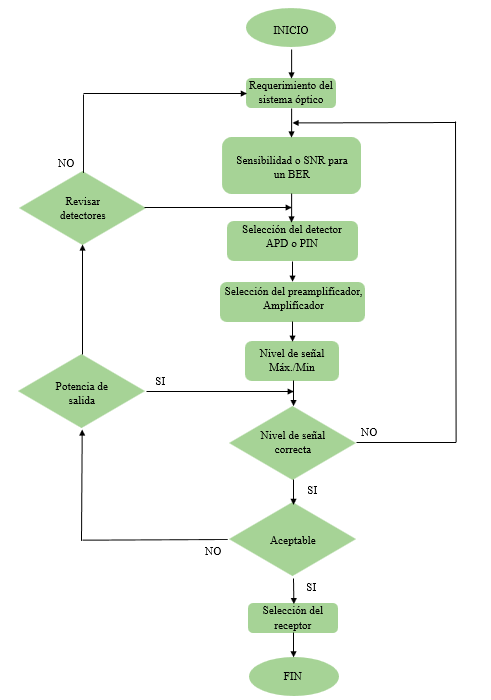 INICIO
Requerimiento del
sistema óptico
NO
Sensibilidad o SNR para
un BER
Revisar
detectores
Selección del detector
APD o PIN
Selección del preamplificador,
Amplificador
Nivel de señal
Máx./Min
SI
Potencia de
salida
Nivel de señal
correcta
NO
SI
Aceptable
NO
SI
Selección del
receptor
FIN